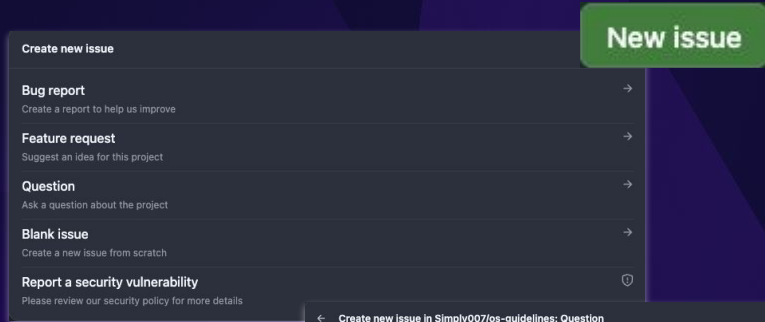 New issue
Create new issue
Bug report
Create a report to help us improve
Feature request
Suggest an idea for this project
Question
Ask a question about the project
Blank issue
Create a new issue from scratch
Report a security vulnerability
Please review our security policy for more details
Create new issue in Simply007/os-guidelines: Question